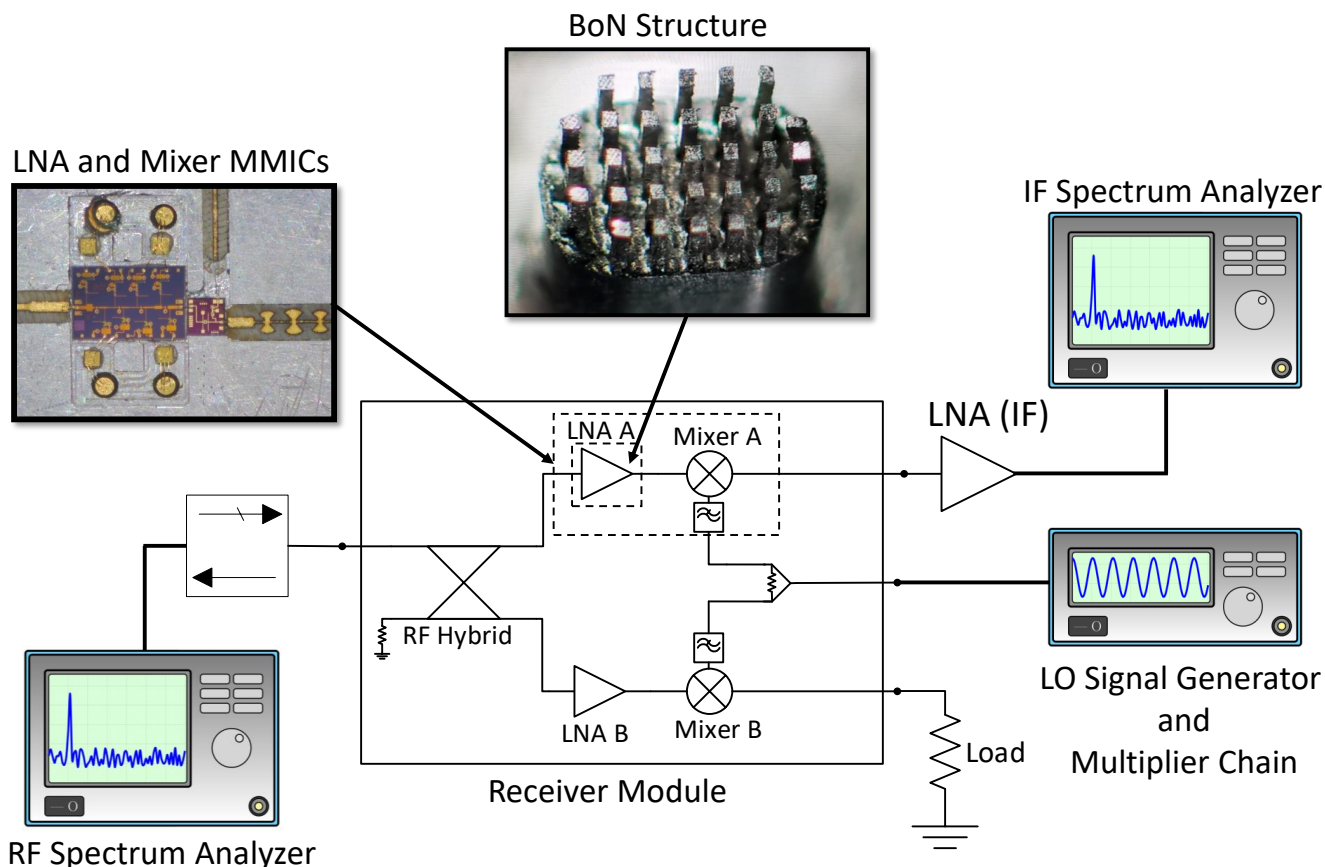 BoN Structure
LNA and Mixer MMICs
IF Spectrum Analyzer
— O
LNA (IF)
LNA A
Mixer A
RF Hybrid
— O
LO Signal Generator
and
Multiplier Chain
LNA B
Mixer B
Load
Receiver Module
— O
RF Spectrum Analyzer